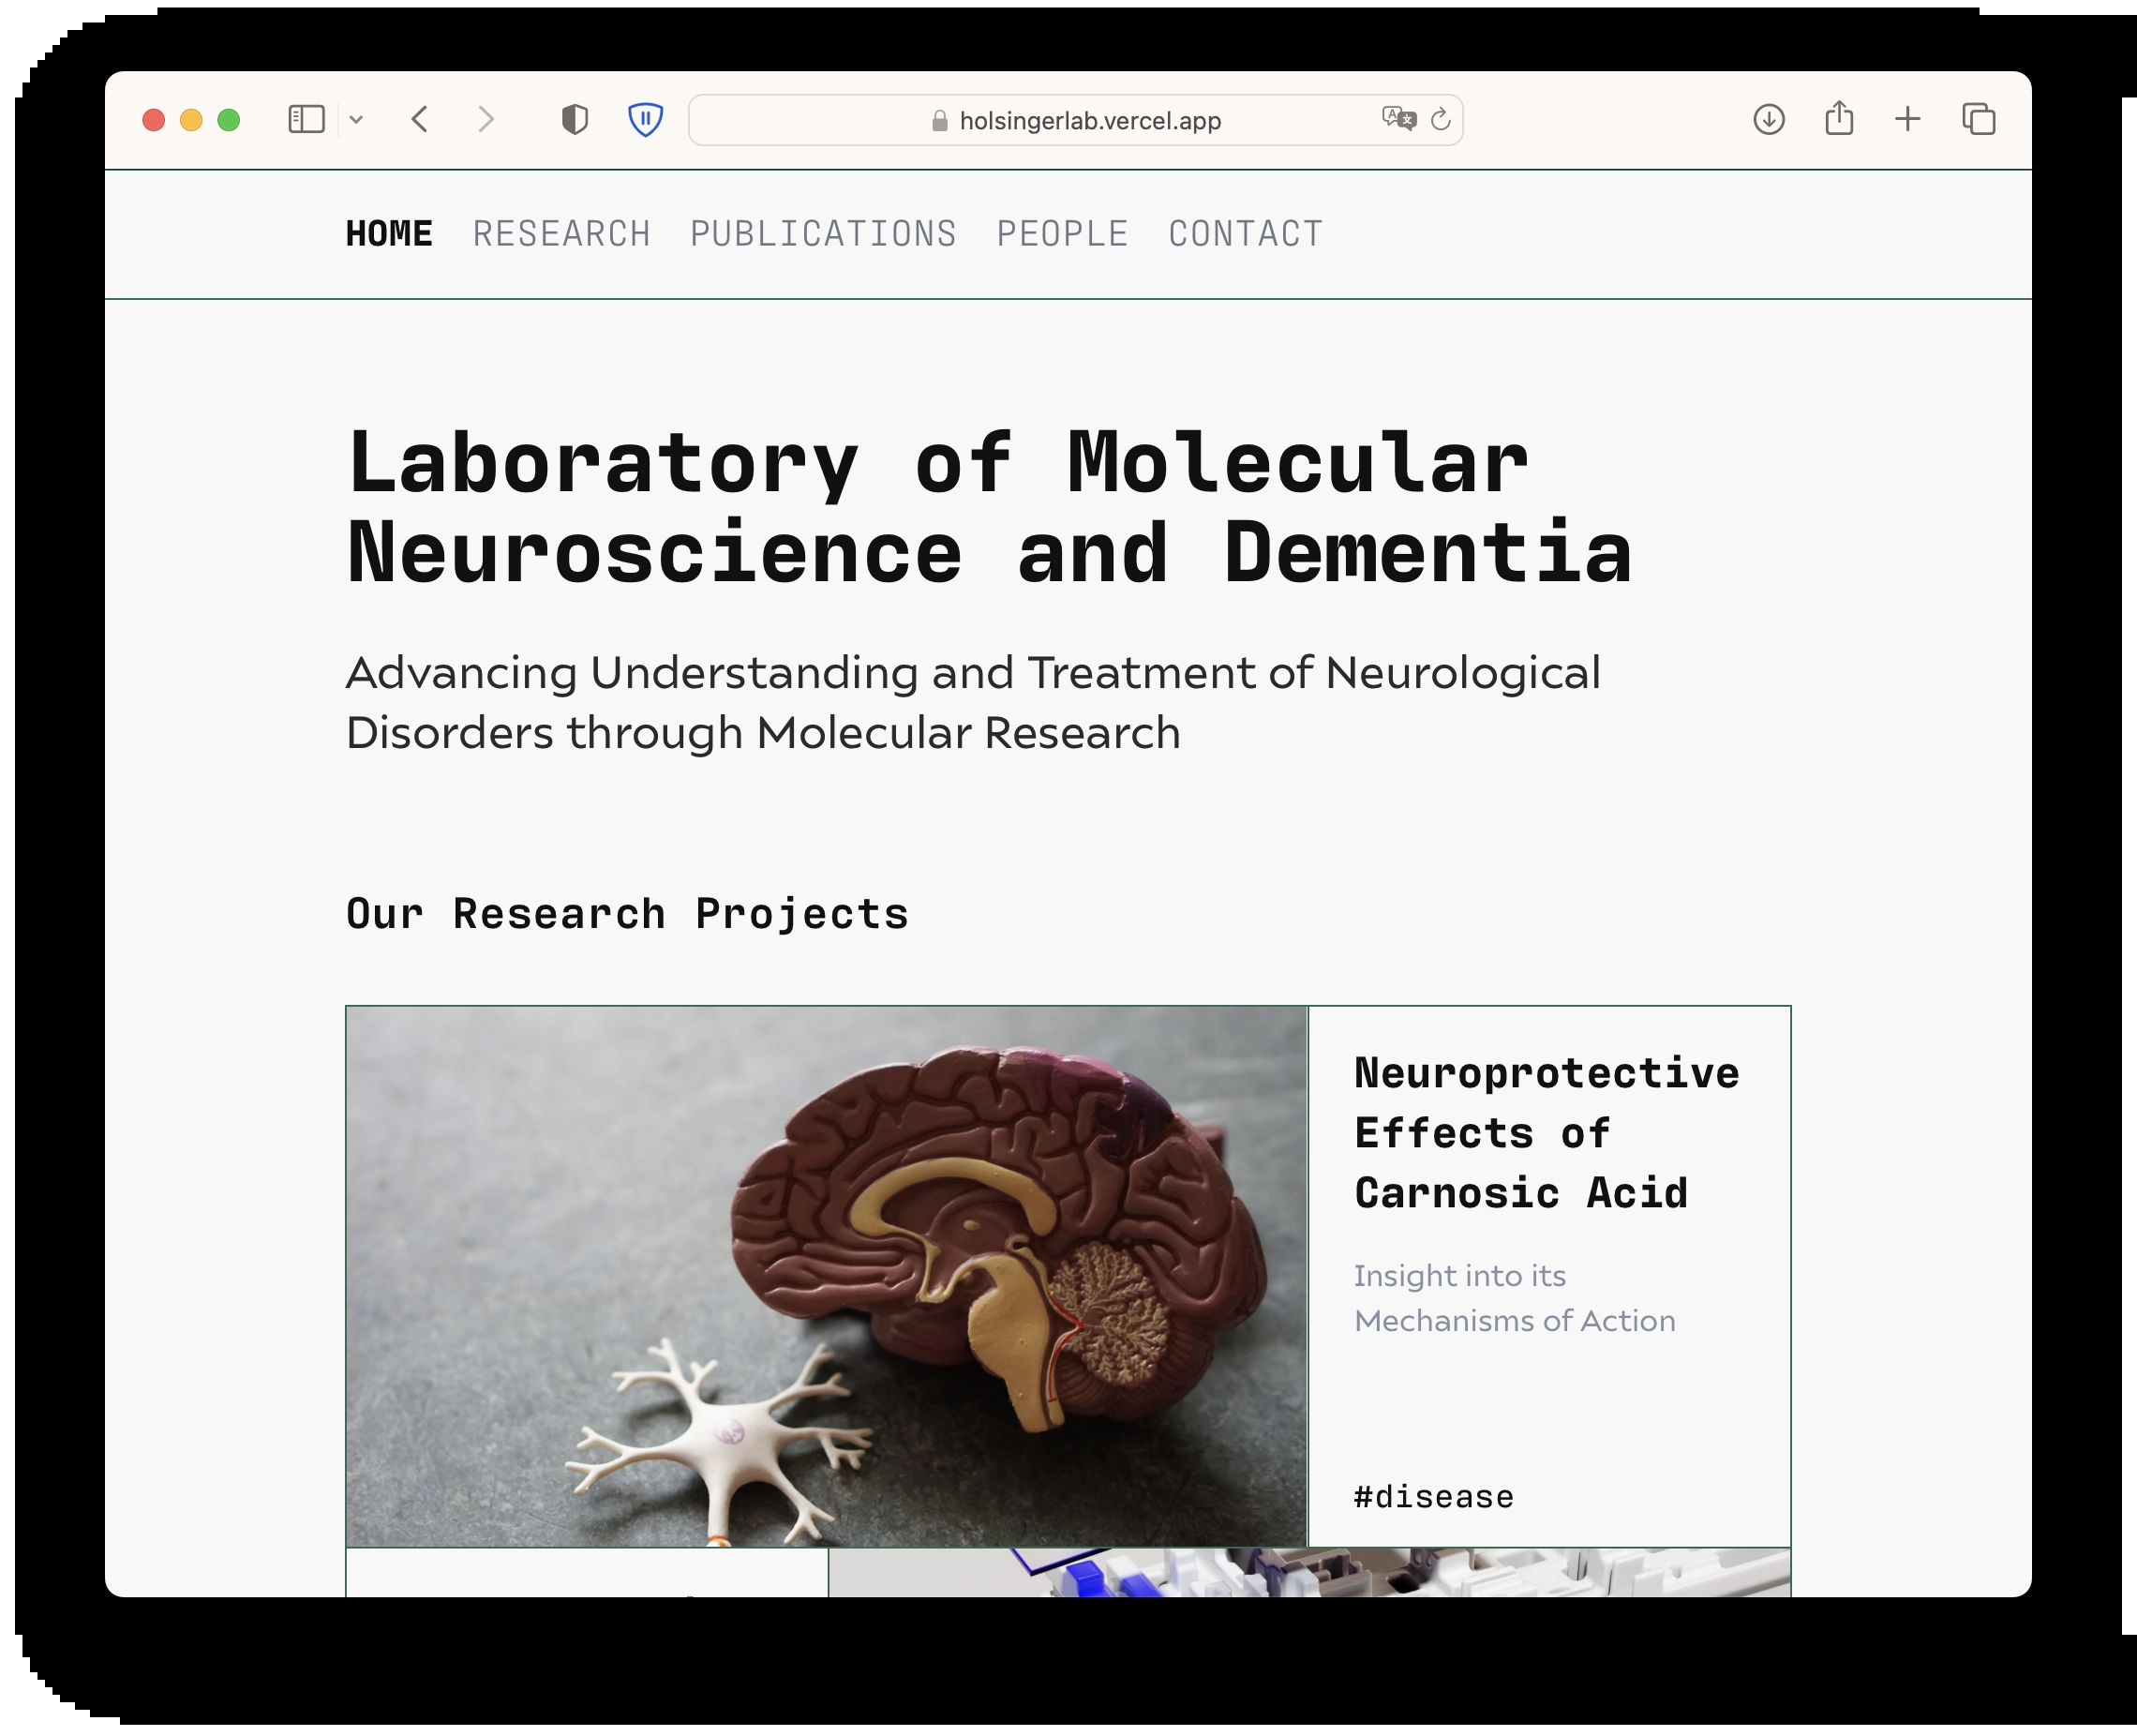 holsingerlab.vercel.app
HOME RESEARCH PUBLICATIONS PEOPLE CONTACT
Laboratory of Molecular
Neuroscience and Dementia
Advancing Understanding and Treatment of Neurological
Disorders through Molecular Research
Our Research Projects
Neuroprotective
Effects of
Carnosic Acid
Insight into its
Mechanisms of Action
#disease